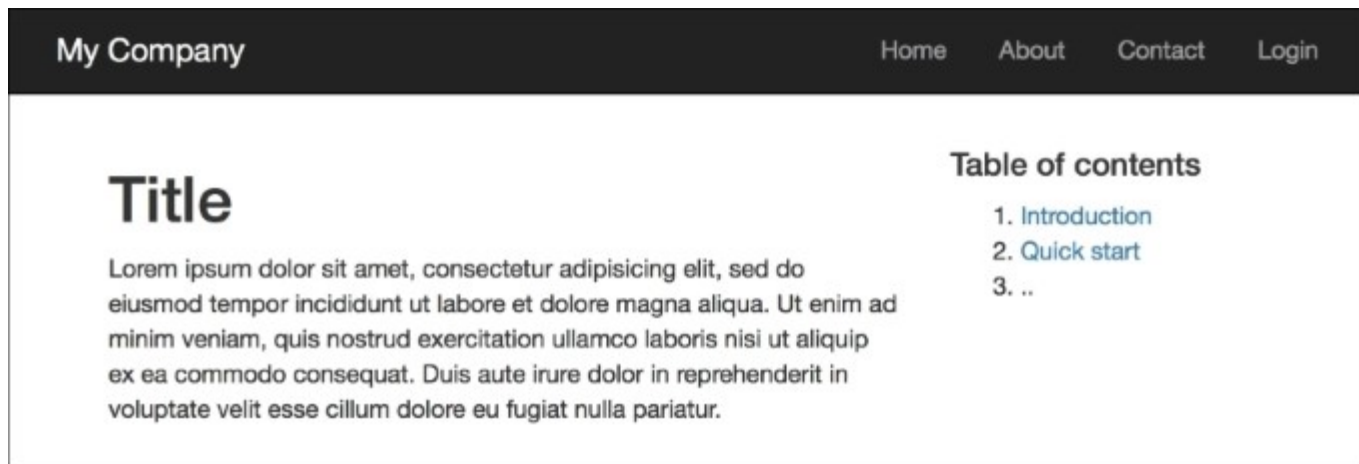 My Company
Home About Contact Login
Title
Lorem ipsum dolor sit amet, consectetur adipisicing elit, sed do
eiusmod tempor incididunt ut labore et dolore magna aliqua. Ut enim ad
minim veniam, quis nostrud exercitation ullamco laboris nisi ut aliquip
ex ea commodo consequat. Duis aute irure dolor in reprehenderit in
voluptate velit esse cillum dolore eu fugiat nulla pariatur.
Table of contents
1. Introduction
2. Quick start
3. ..